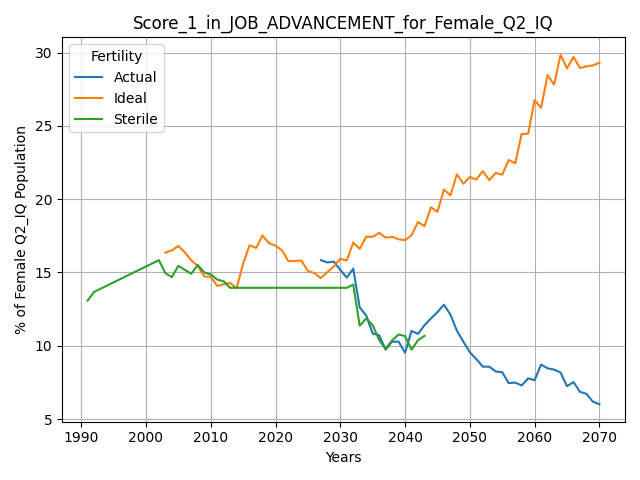 Score_1_in_JOB_ADVANCEMENT_for_Female_Q2_IQ
Fertility
Actual
Ideal
Sterile
% of Female Q2_IQ Population
30
25
20
15
10
5
1990 2000 2010 2020 2030 2040 2050 2060 2070
Years